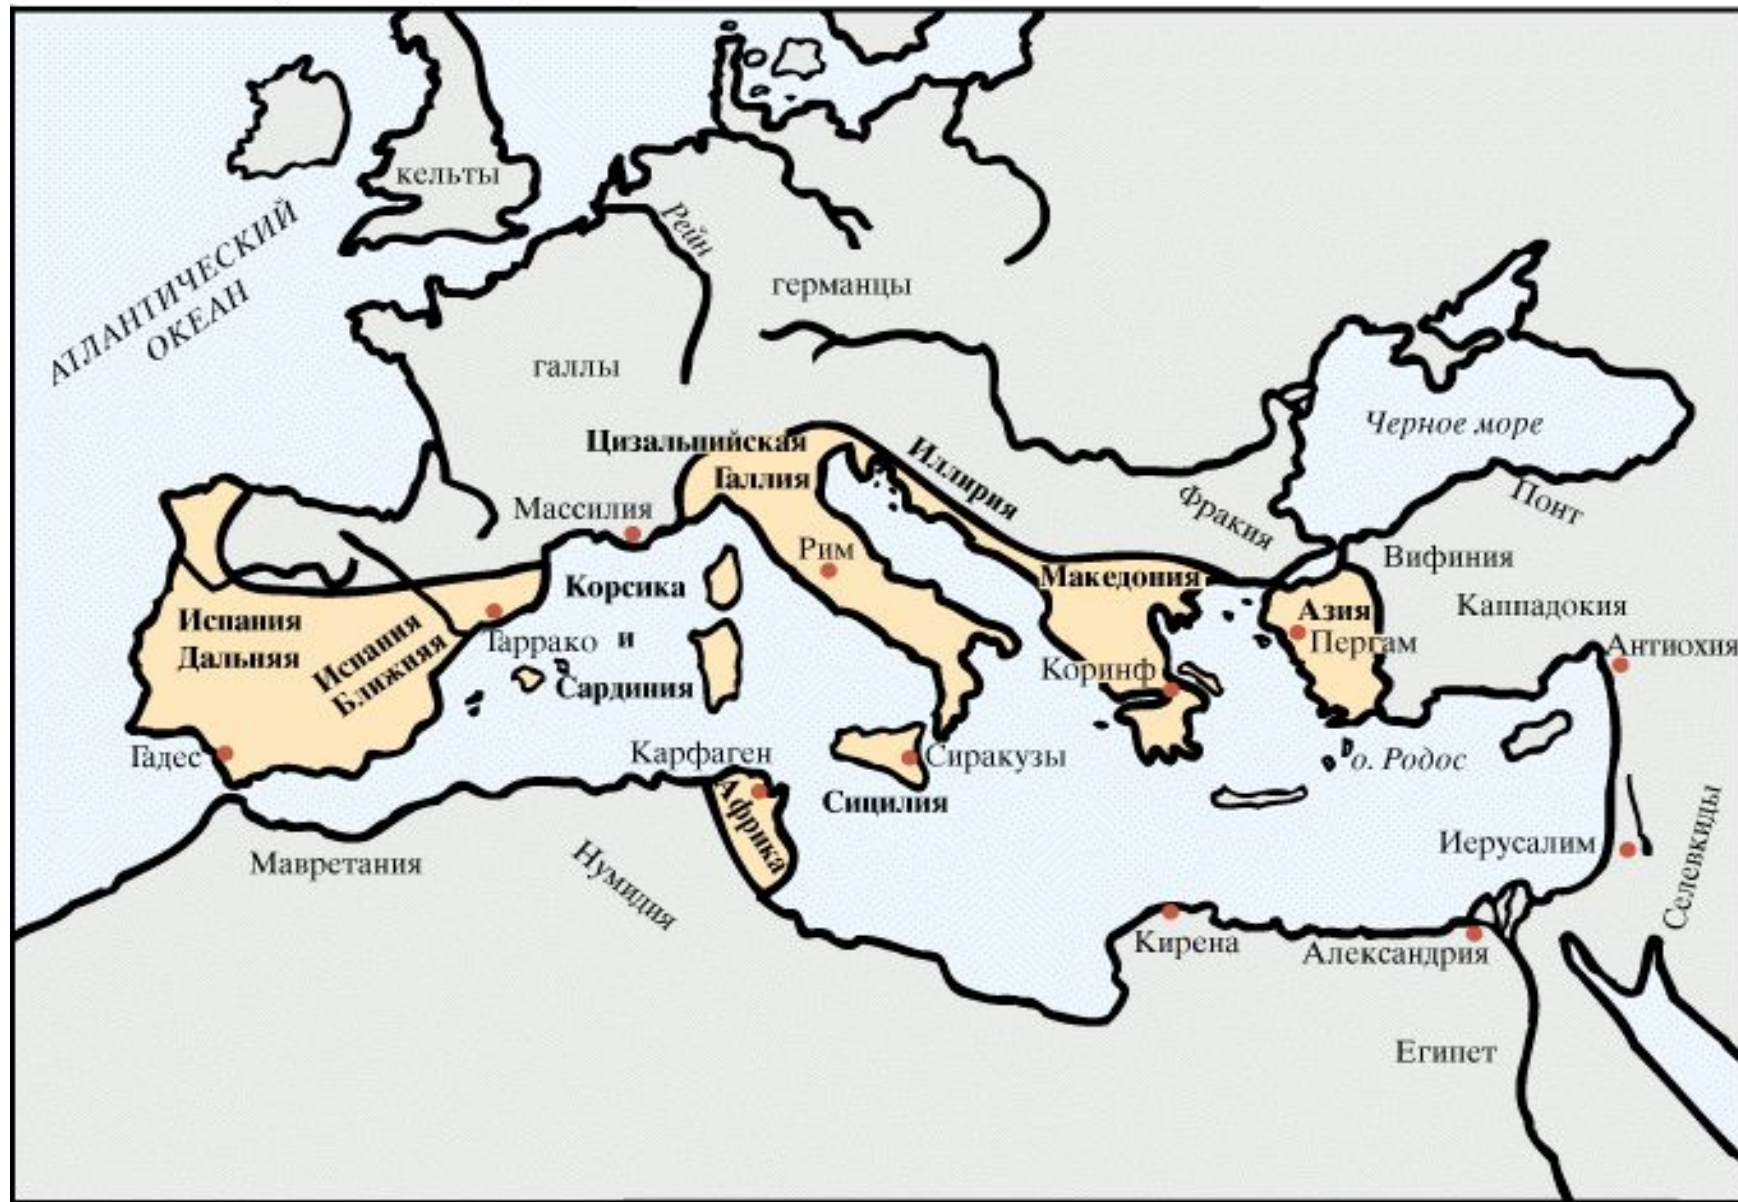 кельты
АТЛАНТИЧЕСКИЙ
ОКЕАН
Рейн
германцы
галлы
Черное море
Цизальпийская
Галлия
Иллирия
Массилия
Фракия
Понт
Рим
Вифиния
Македония
Корсика
и
Сардиния
Азия
Пергам
Каппадокия
Антиохия
Испания
Дальняя
Испания
Ближняя
Таррако
Коринф
Гадес
Карфаген
Африка
Сиракузы
Сицилия
о. Родос
Мавретания
Нумидия
Иерусалим
Селевкиды
Кирена
Александрия
Египет